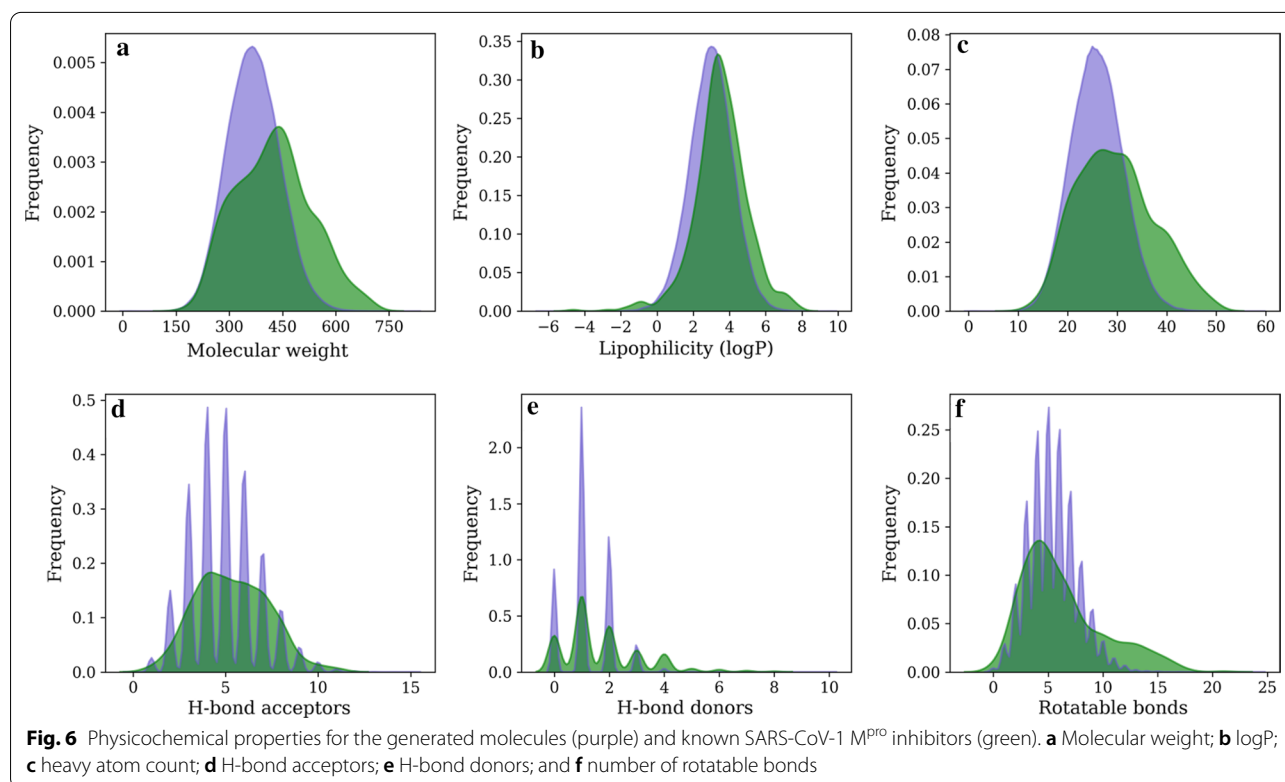 a
0.005
0.004
0.003
0.002
0.001
0.000
Frequency
0 150 300 450 600 750
Molecular weight
b
0.35
0.30
0.25
0.20
0.15
0.10
0.05
0.00
Frequency
−6 −4 −2 0 2 4 6 8 10
Lipophilicity (logP)
c
0.08
0.07
0.06
0.05
0.04
0.03
0.02
0.01
0.00
Frequency
0 10 20 30 40 50 60
d
0.5
0.4
0.3
0.2
0.1
0.0
Frequency
0 5 10 15
H-bond acceptors
e
2.0
1.5
1.0
0.5
0.0
Frequency
0 2 4 6 8 10
H-bond donors
f
0.25
0.20
0.15
0.10
0.05
0.00
Frequency
0 5 10 15 20 25
Rotatable bonds
Fig. 6 Physicochemical properties for the generated molecules (purple) and known SARS-CoV-1 Mpro inhibitors (green). a Molecular weight; b logP;
c heavy atom count; d H-bond acceptors; e H-bond donors; and f number of rotatable bonds